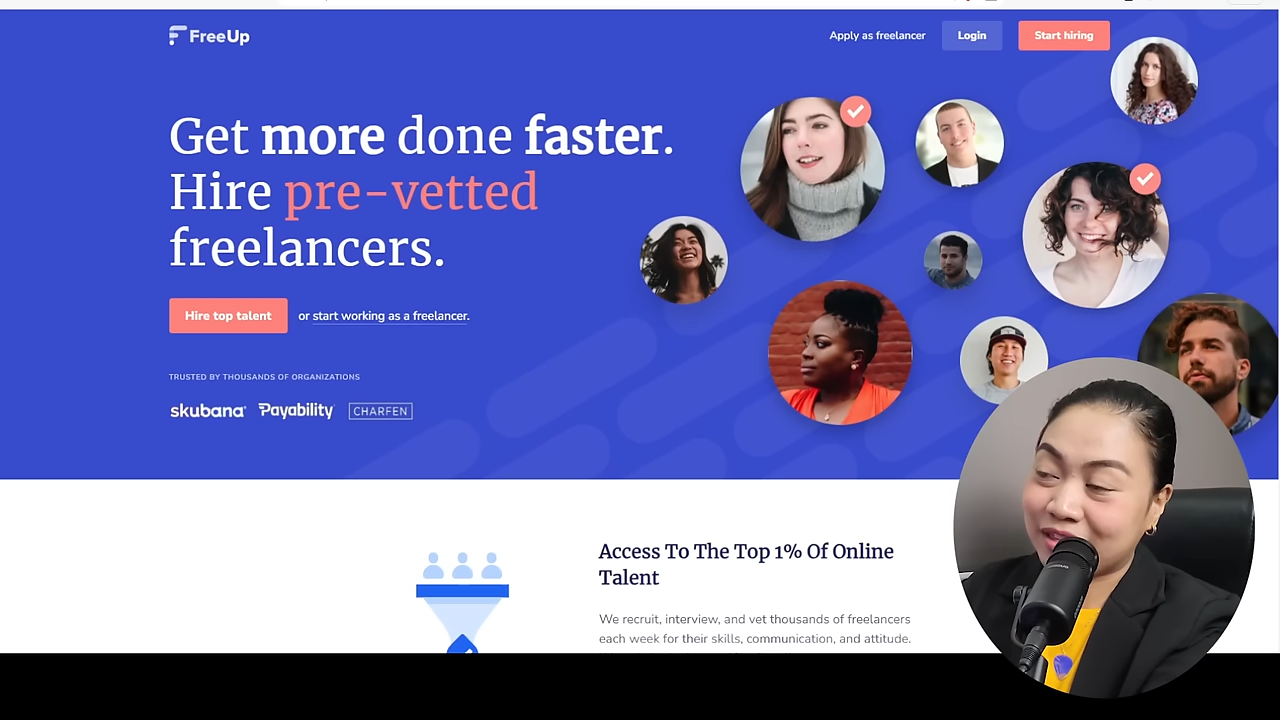 FreeUp
Apply as freelancer
Login
Start hiring
Get more done faster.
Hire pre-vetted
freelancers.
Hire top talent
or start working as a freelancer.
TRUSTED BY THOUSANDS OF ORGANIZATIONS
skubana
Payability
CHARFEN
Access To The Top 1% Of Online
Talent
We recruit, interview, and vet thousands of freelancers
each week for their skills, communication, and attitude.